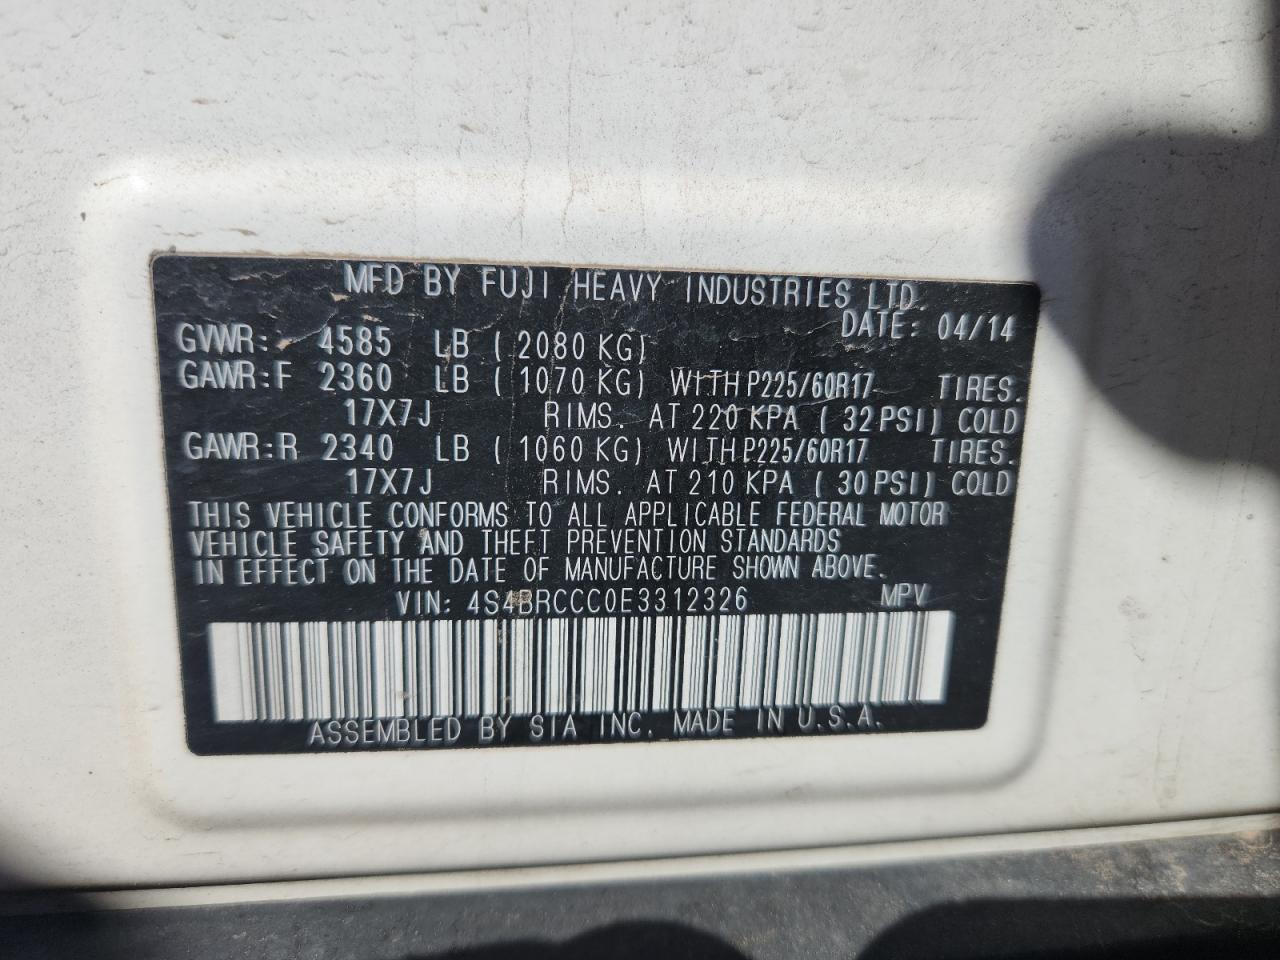 MFD BY FUJI HEAVY INDUSTRIES LTD.
DATE: 04/14
GVWR: 4585 LB ( 2080 KG)
GAWR:F 2360 LB ( 1070 KG) WITH P225/60R17 TIRES.
17X7J RIMS. AT 220 KPA ( 32 PSI) COLD
GAWR:R 2340 LB ( 1060 KG) WITH P225/60R17 TIRES.
17X7J RIMS. AT 210 KPA ( 30 PSI) COLD
THIS VEHICLE CONFORMS TO ALL APPLICABLE FEDERAL MOTOR
VEHICLE SAFETY AND THEFT PREVENTION STANDARDS
IN EFFECT ON THE DATE OF MANUFACTURE SHOWN ABOVE.
VIN: 4S4BRCCC0E3312326 MPV
ASSEMBLED BY SIA INC. MADE IN U.S.A.